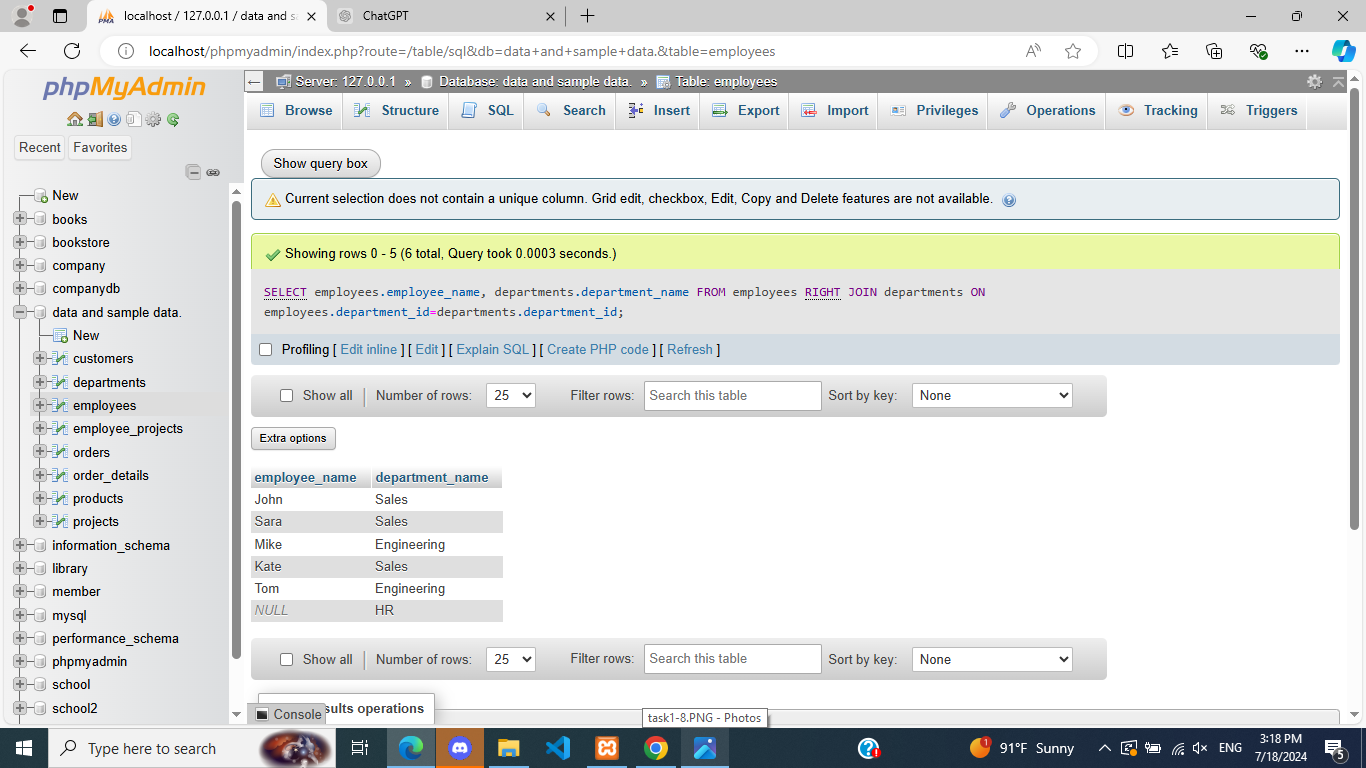 localhost / 127.0.0.1 / data and sa
ChatGPT
localhost/phpmyadmin/index.php?route=/table/sql&db=data+and+sample+data.&table=employees
phpMyAdmin
Recent
Favorites
New
books
bookstore
company
companydb
data and sample data.
New
customers
departments
employees
employee_projects
orders
order_details
products
projects
information_schema
library
member
mysql
performance_schema
phpmyadmin
school
school2
Server: 127.0.0.1 » Database: data and sample data. » Table: employees
Browse Structure SQL Search Insert Export Import Privileges Operations Tracking Triggers
Show query box
Current selection does not contain a unique column. Grid edit, checkbox, Edit, Copy and Delete features are not available.
Showing rows 0 - 5 (6 total, Query took 0.0003 seconds.)
SELECT employees.employee_name, departments.department_name FROM employees RIGHT JOIN departments ON
employees.department_id=departments.department_id;
Profiling [ Edit inline ] [ Edit ] [ Explain SQL ] [ Create PHP code ] [ Refresh ]
Show all Number of rows: 25 Filter rows: Search this table Sort by key: None
Extra options
employee_name department_name
John Sales
Sara Sales
Mike Engineering
Kate Sales
Tom Engineering
NULL HR
Show all Number of rows: 25 Filter rows: Search this table Sort by key: None
sults operations
Console
task1-8.PNG - Photos
Type here to search
1
91°F Sunny
ENG
3:18 PM
7/18/2024
5